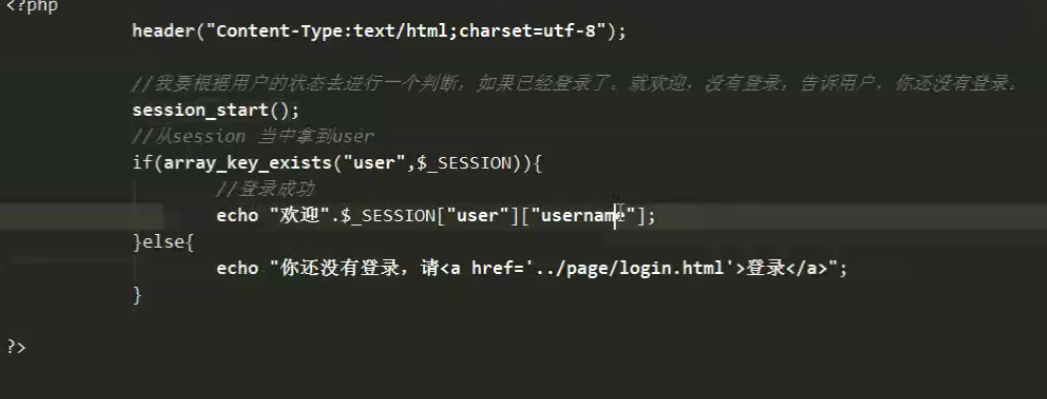 <?php
header("Content-Type:text/html;charset=utf-8");
//我要根据用户的状态去进行一个判断，如果已经登录了。就欢迎，没有登录，告诉用户，你还没有登录.
session_start();
//从session 当中拿到user
if(array_key_exists("user",$_SESSION)){
//登录成功
echo "欢迎".$_SESSION["user"]["username"];
}else{
echo "你还没有登录，请<a href='../page/login.html'>登录</a>";
}
?>